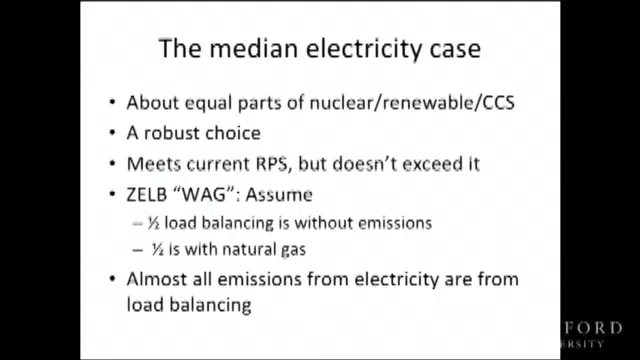 The median electricity case
• About equal parts of nuclear/renewable/CCS
• A robust choice
• Meets current RPS, but doesn't exceed it
• ZELB "WAG": Assume
– ½ load balancing is without emissions
– ½ is with natural gas
• Almost all emissions from electricity are from
load balancing
FORD
ERSITY